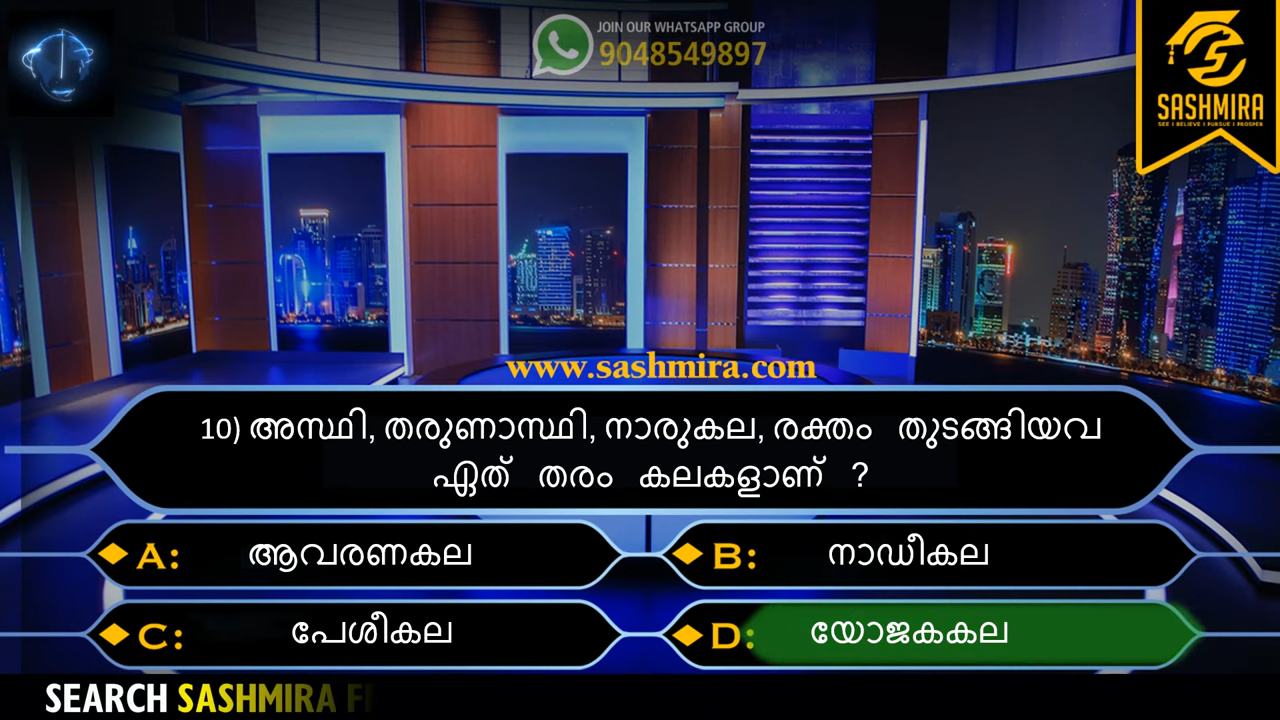 JOIN OUR WHATSAPP GROUP
9048549897
SASHMIRA
SEE I BELIEVE I PURSUE I PROSPER
www.sashmira.com
10) അസ്ഥി, തരുണാസ്ഥി, നാരുകല, രക്തം തുടങ്ങിയവ
ഏത് തരം കലകളാണ് ?
A: ആവരണകല
B: നാഡീകല
C: പേശീകല
D: യോജകകല
SEARCH SASHMIRA